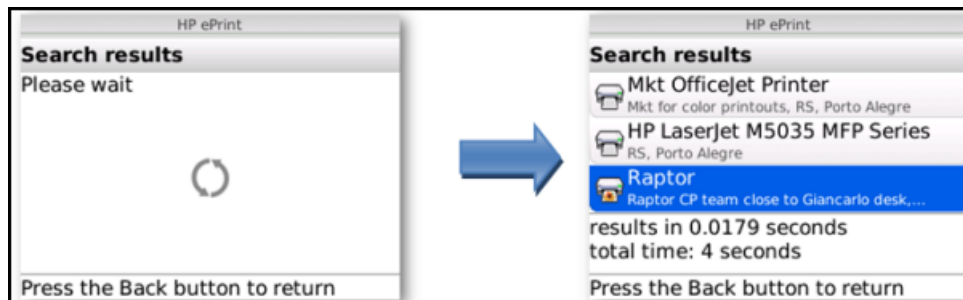 HP ePrint
Search results
Please wait
Press the Back button to return
HP ePrint
Search results
Mkt OfficeJet Printer
Mkt for color printouts, RS, Porto Alegre
HP LaserJet M5035 MFP Series
RS, Porto Alegre
Raptor
Raptor CP team close to Giancarlo desk,...
results in 0.0179 seconds
total time: 4 seconds
Press the Back button to return